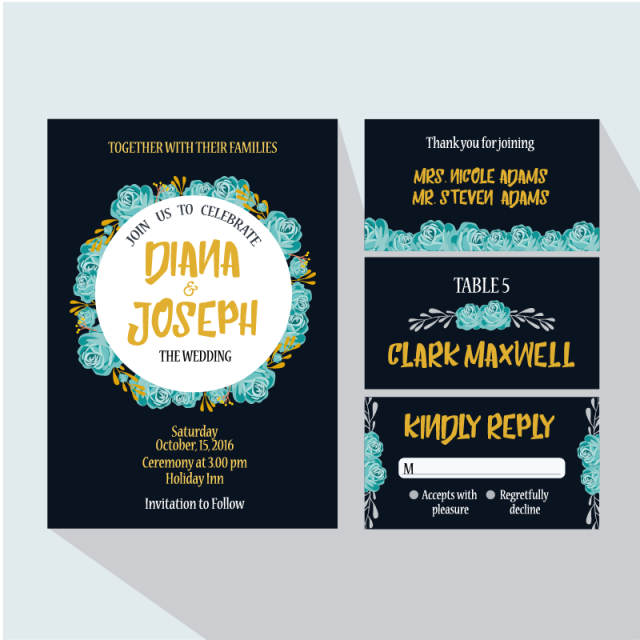 TOGETHER WITH THEIR FAMILIES
JOIN US TO CELEBRATE
DIANA
&
JOSEPH
THE WEDDING
Saturday
October, 15, 2016
Ceremony at 3.00 pm
Holiday Inn
Invitation to Follow
Thank you for joining
MRS. NICOLE ADAMS
MR. STEVEN ADAMS
TABLE 5
CLARK MAXWELL
KINDLY REPLY
M
Accepts with
pleasure
Regretfully
decline